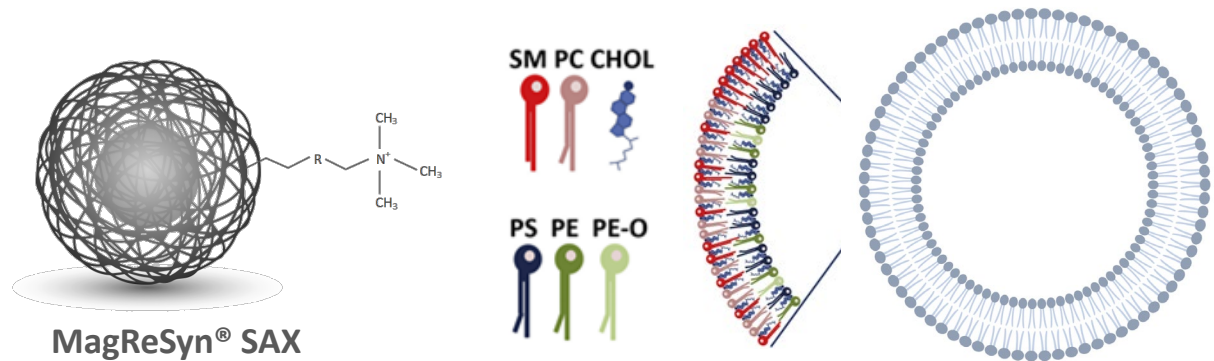 CH₃
R
N⁺
CH₃
CH₃
MagReSyn® SAX
SM PC CHOL
PS PE PE-O